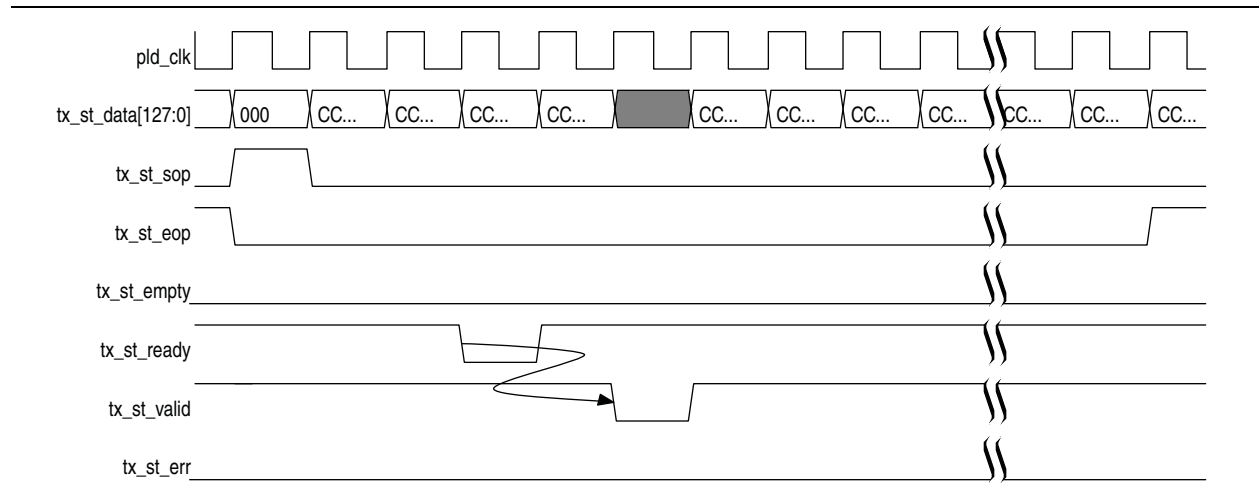 pld_clk
tx_st_data[127:0] 000 CC... CC... CC... CC... CC... CC... CC... CC... CC... CC... CC...
tx_st_sop
tx_st_eop
tx_st_empty
tx_st_ready
tx_st_valid
tx_st_err